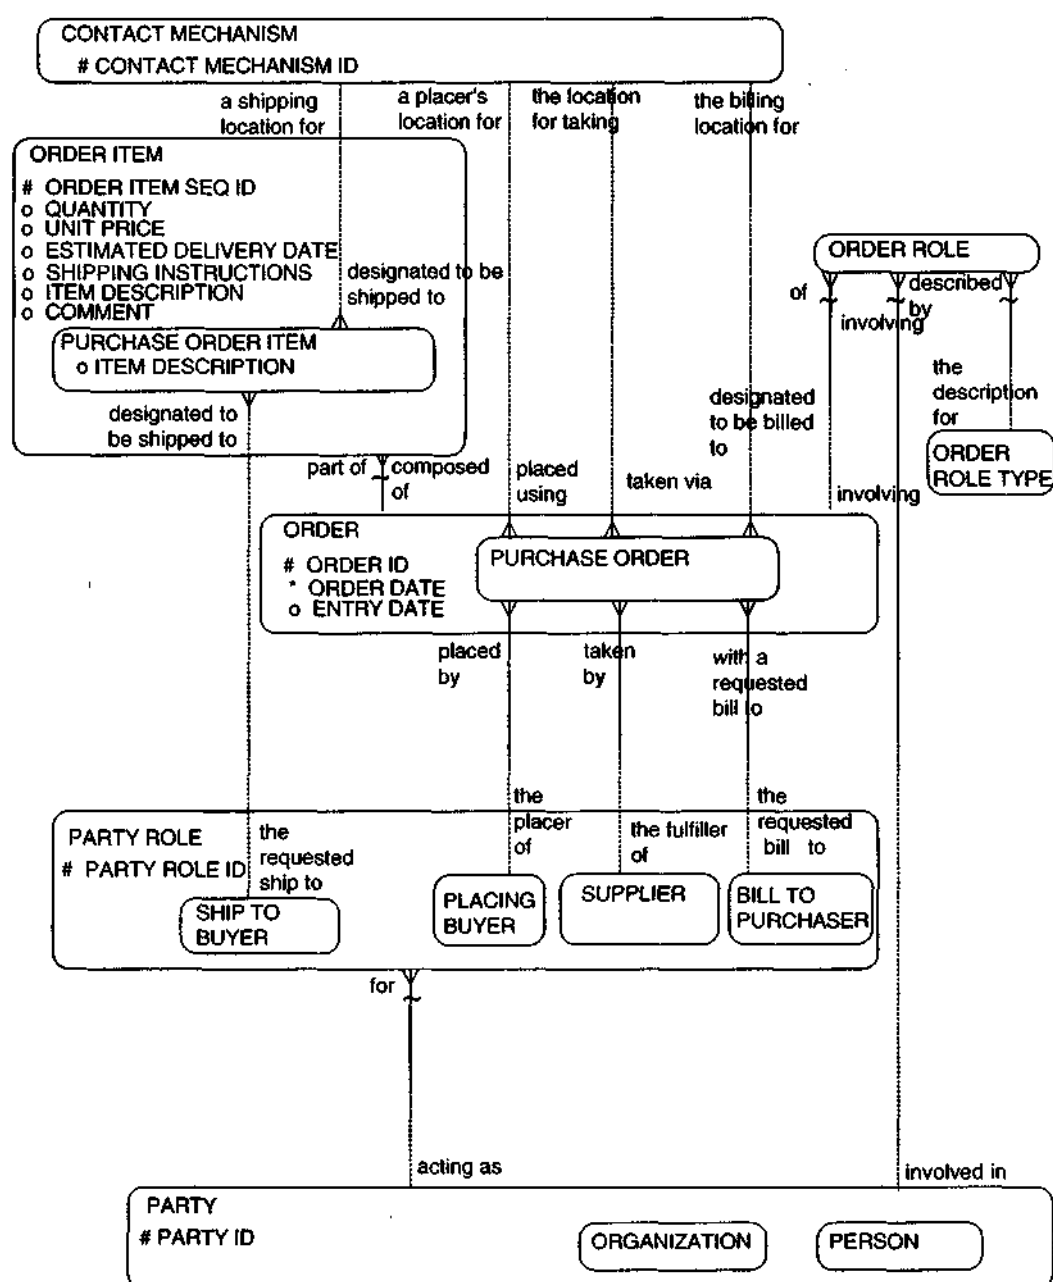 CONTACT MECHANISM
# CONTACT MECHANISM ID
a shipping
location for
a placer's
location for
the location
for taking
the billing
location for
ORDER ITEM
# ORDER ITEM SEQ ID
o QUANTITY
o UNIT PRICE
o ESTIMATED DELIVERY DATE
o SHIPPING INSTRUCTIONS
o ITEM DESCRIPTION
o COMMENT
designated to be
shipped to
PURCHASE ORDER ITEM
o ITEM DESCRIPTION
designated to
be shipped to
ORDER ROLE
of
involving
described
by
the
description
for
ORDER
ROLE TYPE
designated
to be billed
to
part of
composed
of
placed
using
taken via
involving
ORDER
# ORDER ID
* ORDER DATE
o ENTRY DATE
PURCHASE ORDER
placed
by
taken
by
with a
requested
bill to
PARTY ROLE
# PARTY ROLE ID
the
requested
ship to
the
placer
of
the fulfiller
of
the
requested
bill to
SHIP TO
BUYER
PLACING
BUYER
SUPPLIER
BILL TO
PURCHASER
for
acting as
involved in
PARTY
# PARTY ID
ORGANIZATION
PERSON